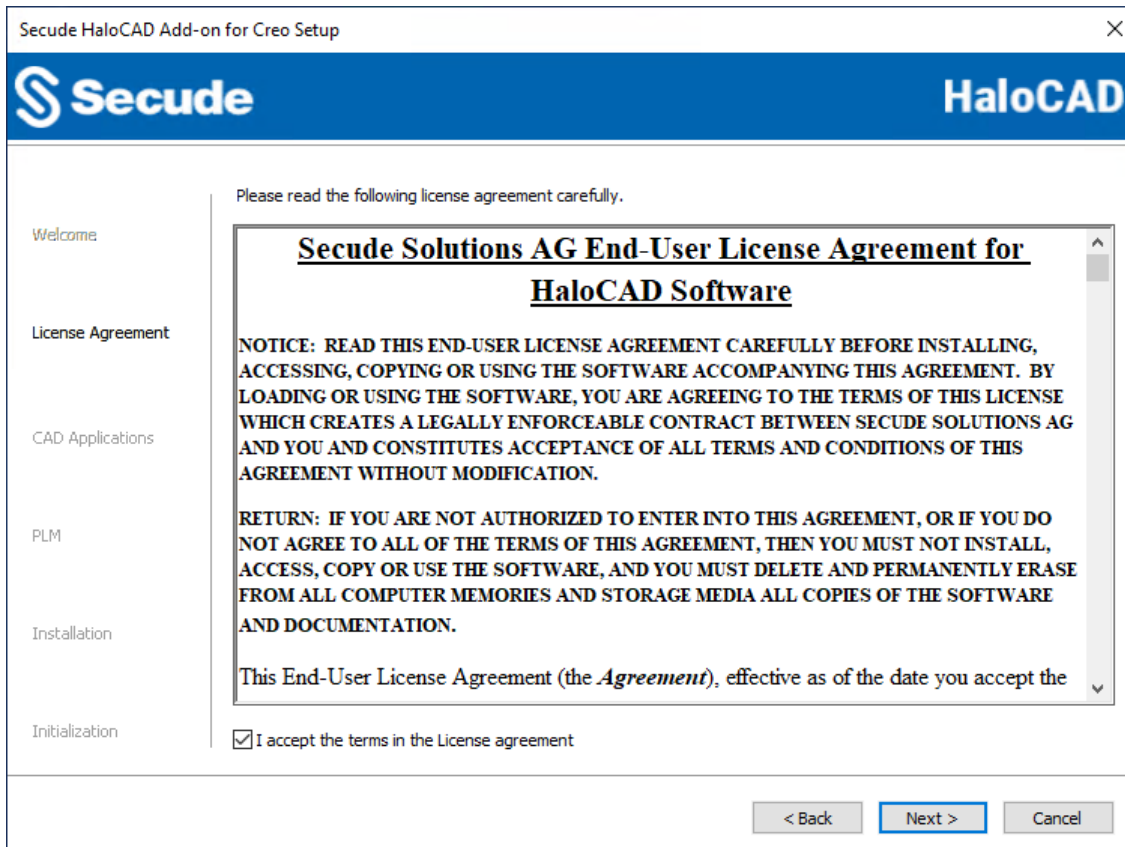 Secude HaloCAD Add-on for Creo Setup
Secude
HaloCAD
Welcome
License Agreement
CAD Applications
PLM
Installation
Initialization
Please read the following license agreement carefully.
Secude Solutions AG End-User License Agreement for
HaloCAD Software
NOTICE: READ THIS END-USER LICENSE AGREEMENT CAREFULLY BEFORE INSTALLING,
ACCESSING, COPYING OR USING THE SOFTWARE ACCOMPANYING THIS AGREEMENT. BY
LOADING OR USING THE SOFTWARE, YOU ARE AGREEING TO THE TERMS OF THIS LICENSE
WHICH CREATES A LEGALLY ENFORCEABLE CONTRACT BETWEEN SECUDE SOLUTIONS AG
AND YOU AND CONSTITUTES ACCEPTANCE OF ALL TERMS AND CONDITIONS OF THIS
AGREEMENT WITHOUT MODIFICATION.
RETURN: IF YOU ARE NOT AUTHORIZED TO ENTER INTO THIS AGREEMENT, OR IF YOU DO
NOT AGREE TO ALL OF THE TERMS OF THIS AGREEMENT, THEN YOU MUST NOT INSTALL,
ACCESS, COPY OR USE THE SOFTWARE, AND YOU MUST DELETE AND PERMANENTLY ERASE
FROM ALL COMPUTER MEMORIES AND STORAGE MEDIA ALL COPIES OF THE SOFTWARE
AND DOCUMENTATION.
This End-User License Agreement (the Agreement), effective as of the date you accept the
I accept the terms in the License agreement
< Back
Next >
Cancel